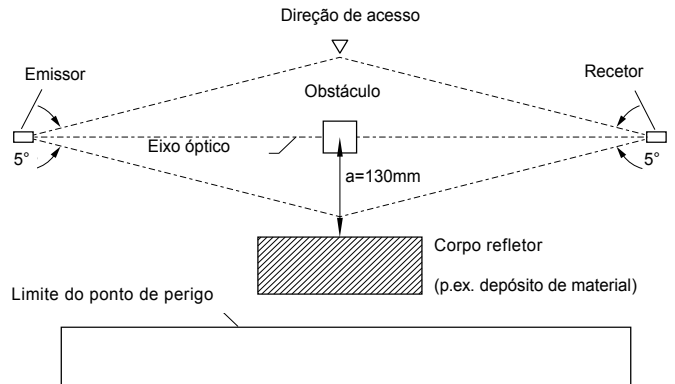 Direção de acesso
Emissor
Recetor
Obstáculo
Eixo óptico
5°
5°
a=130mm
Corpo refletor
(p.ex. depósito de material)
Limite do ponto de perigo